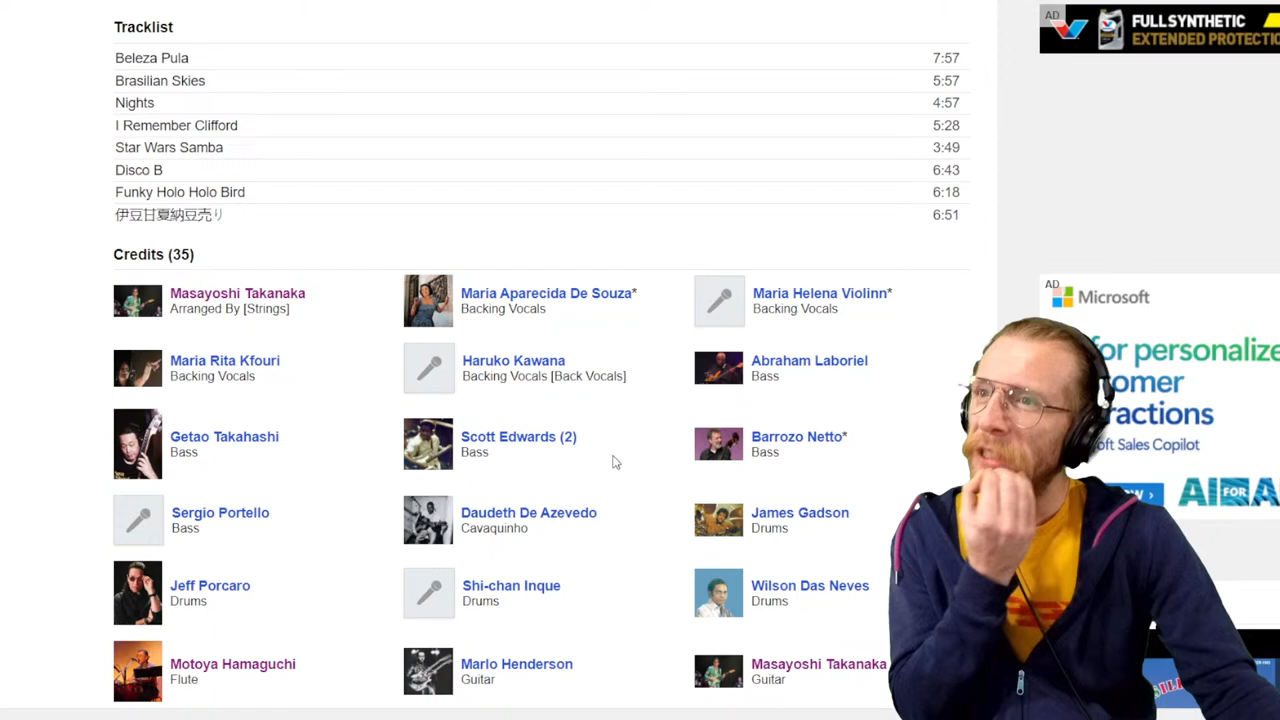 Tracklist
Beleza Pula 7:57
Brasilian Skies 5:57
Nights 4:57
I Remember Clifford 5:28
Star Wars Samba 3:49
Disco B 6:43
Funky Holo Holo Bird 6:18
伊豆甘夏納豆売り 6:51
Credits (35)
Masayoshi Takanaka
Arranged By [Strings]
Maria Aparecida De Souza*
Backing Vocals
Maria Helena Violinn*
Backing Vocals
Maria Rita Kfouri
Backing Vocals
Haruko Kawana
Backing Vocals [Back Vocals]
Abraham Laboriel
Bass
Getao Takahashi
Bass
Scott Edwards (2)
Bass
Barrozo Netto*
Bass
Sergio Portello
Bass
Daudeth De Azevedo
Cavaquinho
James Gadson
Drums
Jeff Porcaro
Drums
Shi-chan Inque
Drums
Wilson Das Neves
Drums
Motoya Hamaguchi
Flute
Marlo Henderson
Guitar
Masayoshi Takanaka
Guitar
AD
FULL SYNTHETIC
EXTENDED PROTECTIO
AD
Microsoft
for personalize
omer
ractions
oft Sales Copilot
FOR